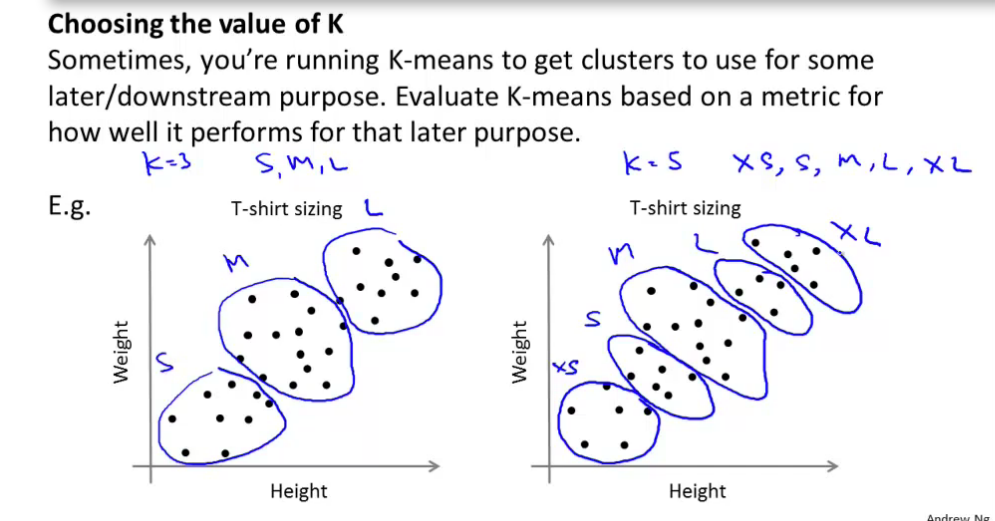 Choosing the value of K
Sometimes, you’re running K-means to get clusters to use for some
later/downstream purpose. Evaluate K-means based on a metric for
how well it performs for that later purpose.
K=3 S, M, L
K=5 XS, S, M, L, XL
E.g.
T-shirt sizing
L
M
S
Weight
Height
T-shirt sizing
XL
L
M
S
XS
Weight
Height
Andrew Ng